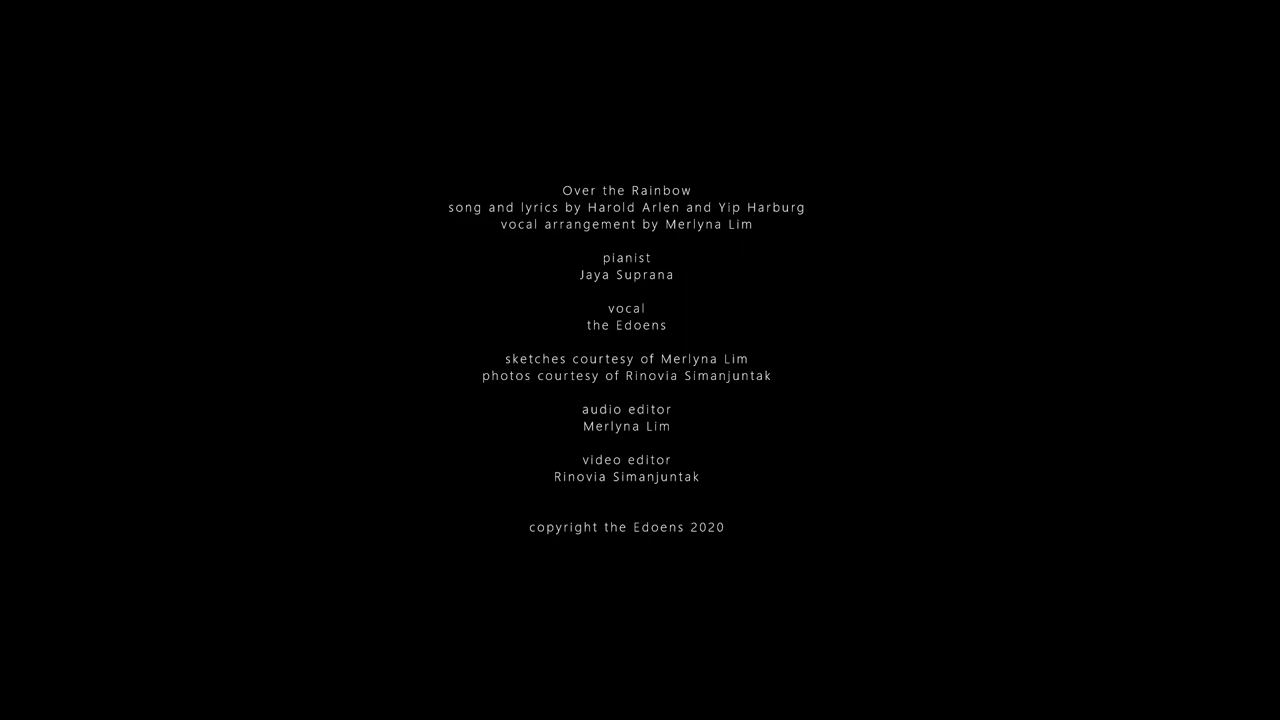 Over the Rainbow
song and lyrics by Harold Arlen and Yip Harburg
vocal arrangement by Merlyna Lim
pianist
Jaya Suprana
vocal
the Edoens
sketches courtesy of Merlyna Lim
photos courtesy of Rinovia Simanjuntak
audio editor
Merlyna Lim
video editor
Rinovia Simanjuntak
copyright the Edoens 2020